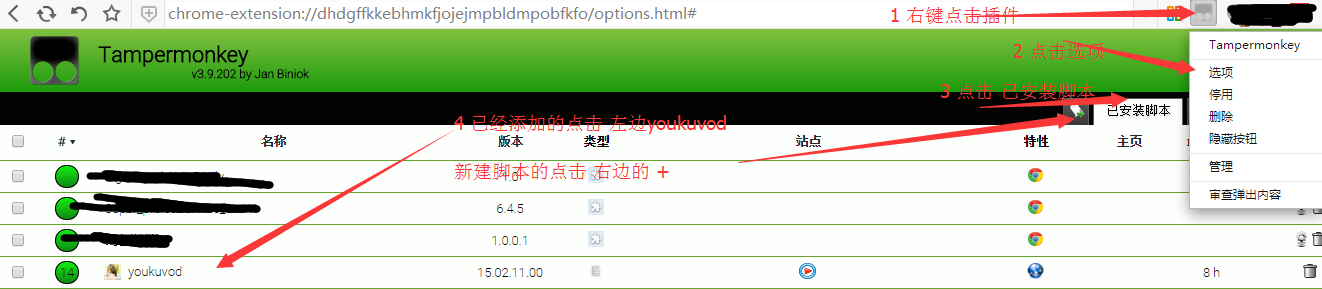 chrome-extension://dhdgffkkebhmkfjojejmpbldmpobfkfo/options.html#
1 右键点击插件
Tampermonkey
v3.9.202 by Jan Biniok
2 点击选项
Tampermonkey
选项
停用
删除
隐藏按钮
管理
审查弹出内容
3 点击 已安装脚本
已安装脚本
4 已经添加的点击 左边youkuvod
新建脚本的点击 右边的 +
# 名称 版本 类型 站点 特性 主页
1.0
6.4.5
1.0.0.1
14 youkuvod 15.02.11.00 8 h